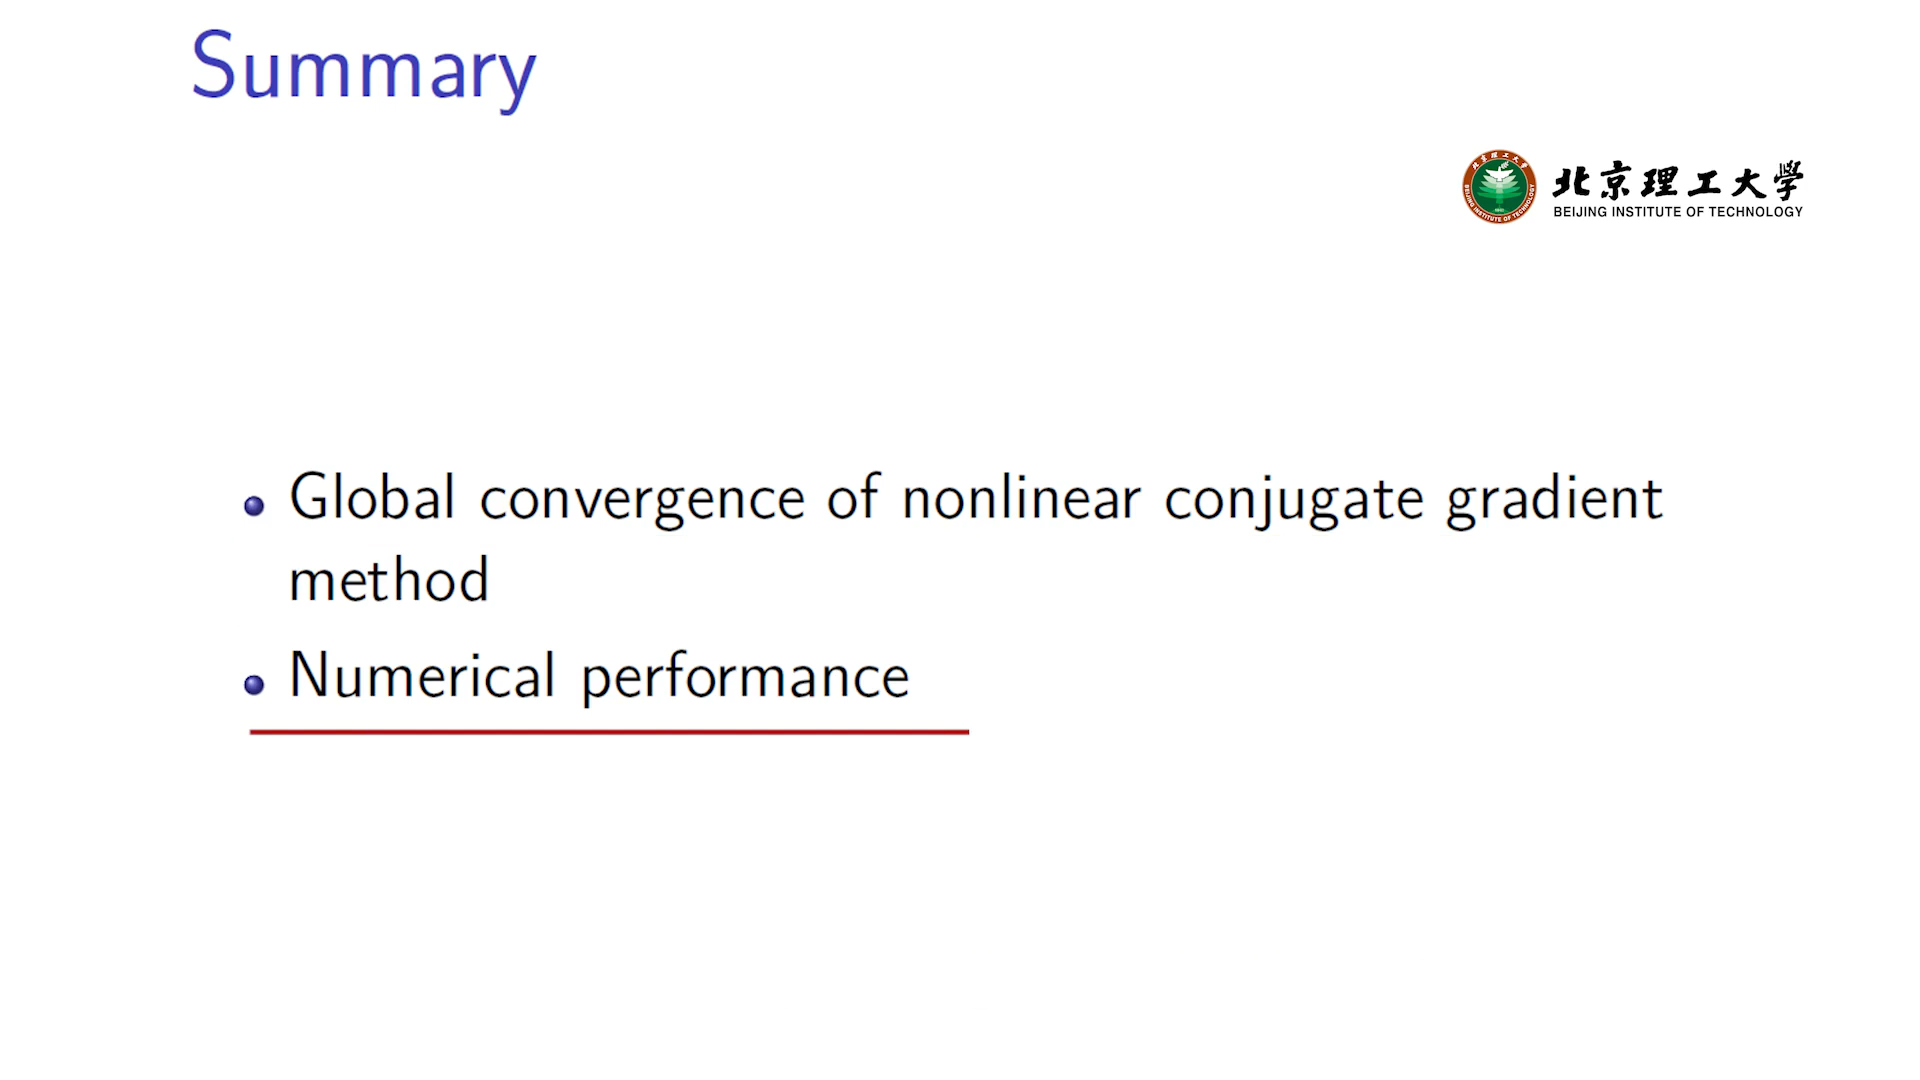 Summary
北京理工大学
BEIJING INSTITUTE OF TECHNOLOGY
Global convergence of nonlinear conjugate gradient
method
Numerical performance